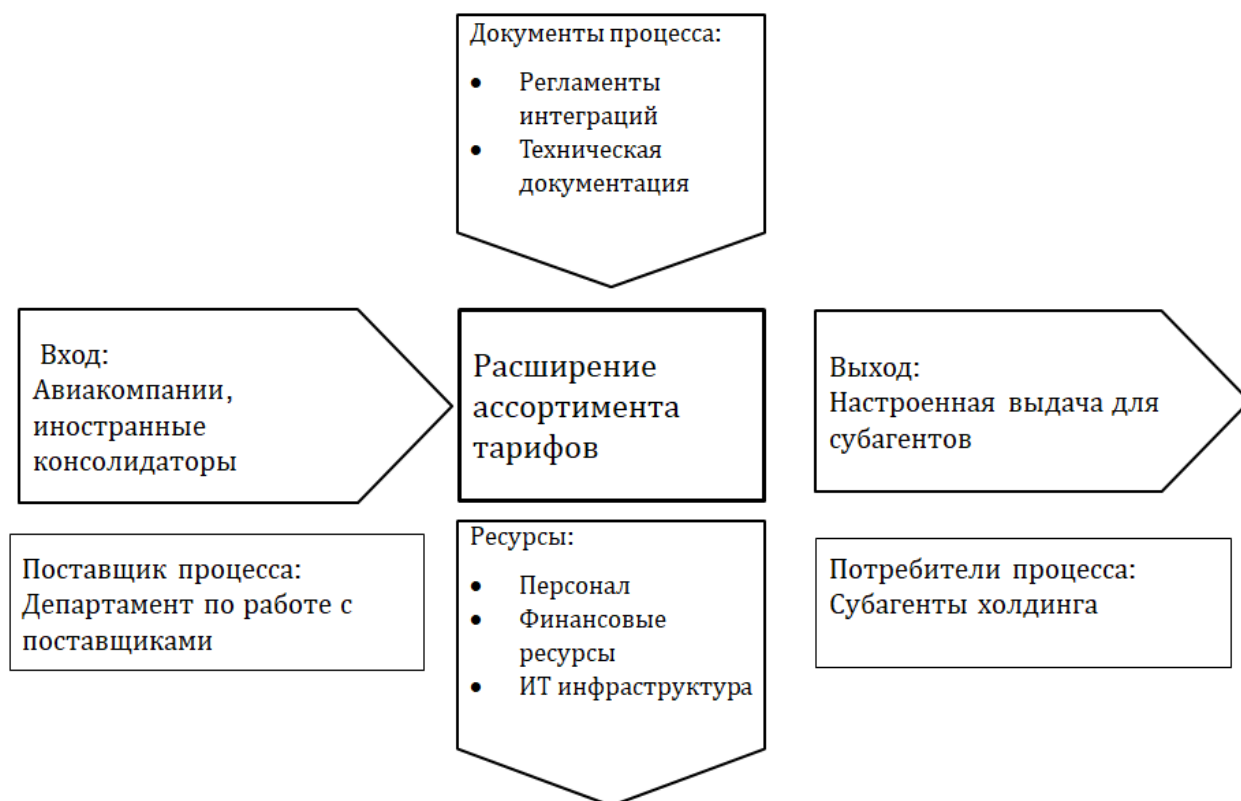 Документы процесса:
• Регламенты
интеграций
• Техническая
документация
Вход:
Авиакомпании,
иностранные
консолидаторы
Расширение
ассортимента
тарифов
Выход:
Настроенная выдача для
субагентов
Поставщик процесса:
Департамент по работе с
поставщиками
Ресурсы:
• Персонал
• Финансовые
ресурсы
• ИТ инфраструктура
Потребители процесса:
Субагенты холдинга